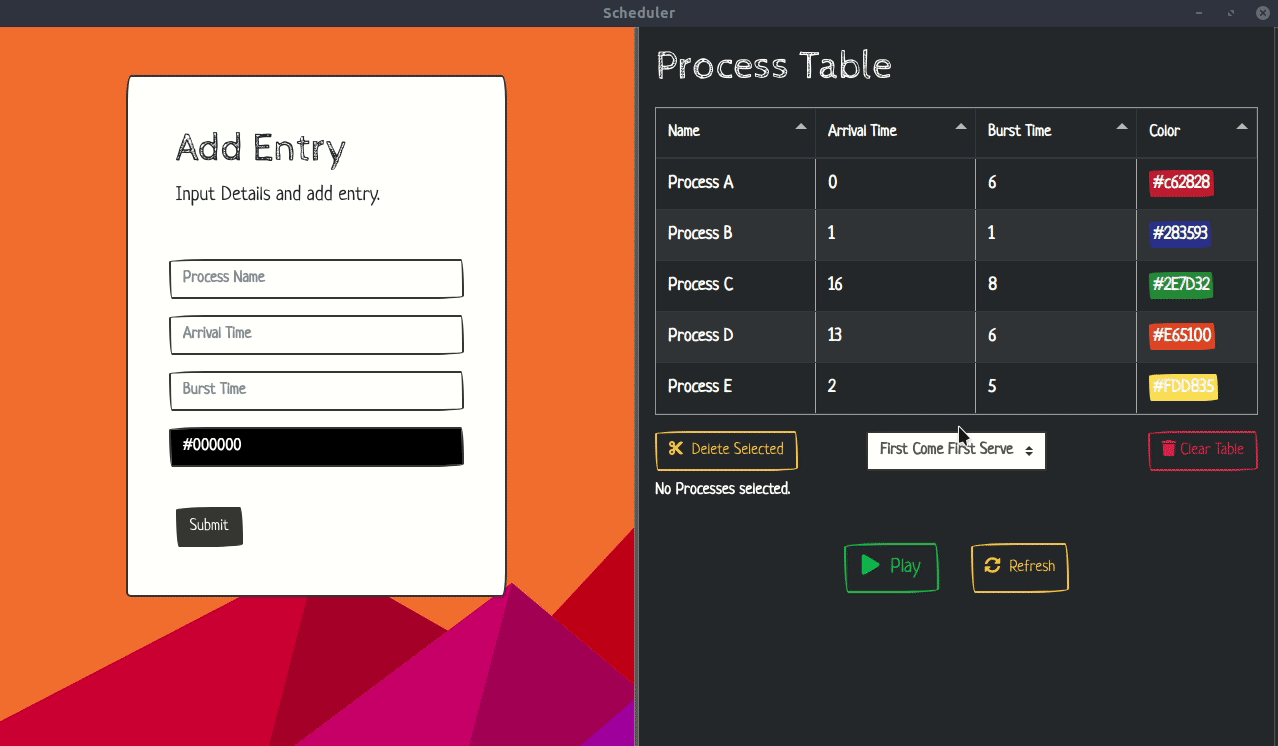 Scheduler
Add Entry
Input Details and add entry.
Process Name
Arrival Time
Burst Time
#000000
Submit
Process Table
Name Arrival Time Burst Time Color
Process A 0 6 #c62828
Process B 1 1 #283593
Process C 16 8 #2E7D32
Process D 13 6 #E65100
Process E 2 5 #FDD835
Delete Selected First Come First Serve Clear Table
No Processes selected.
Play Refresh